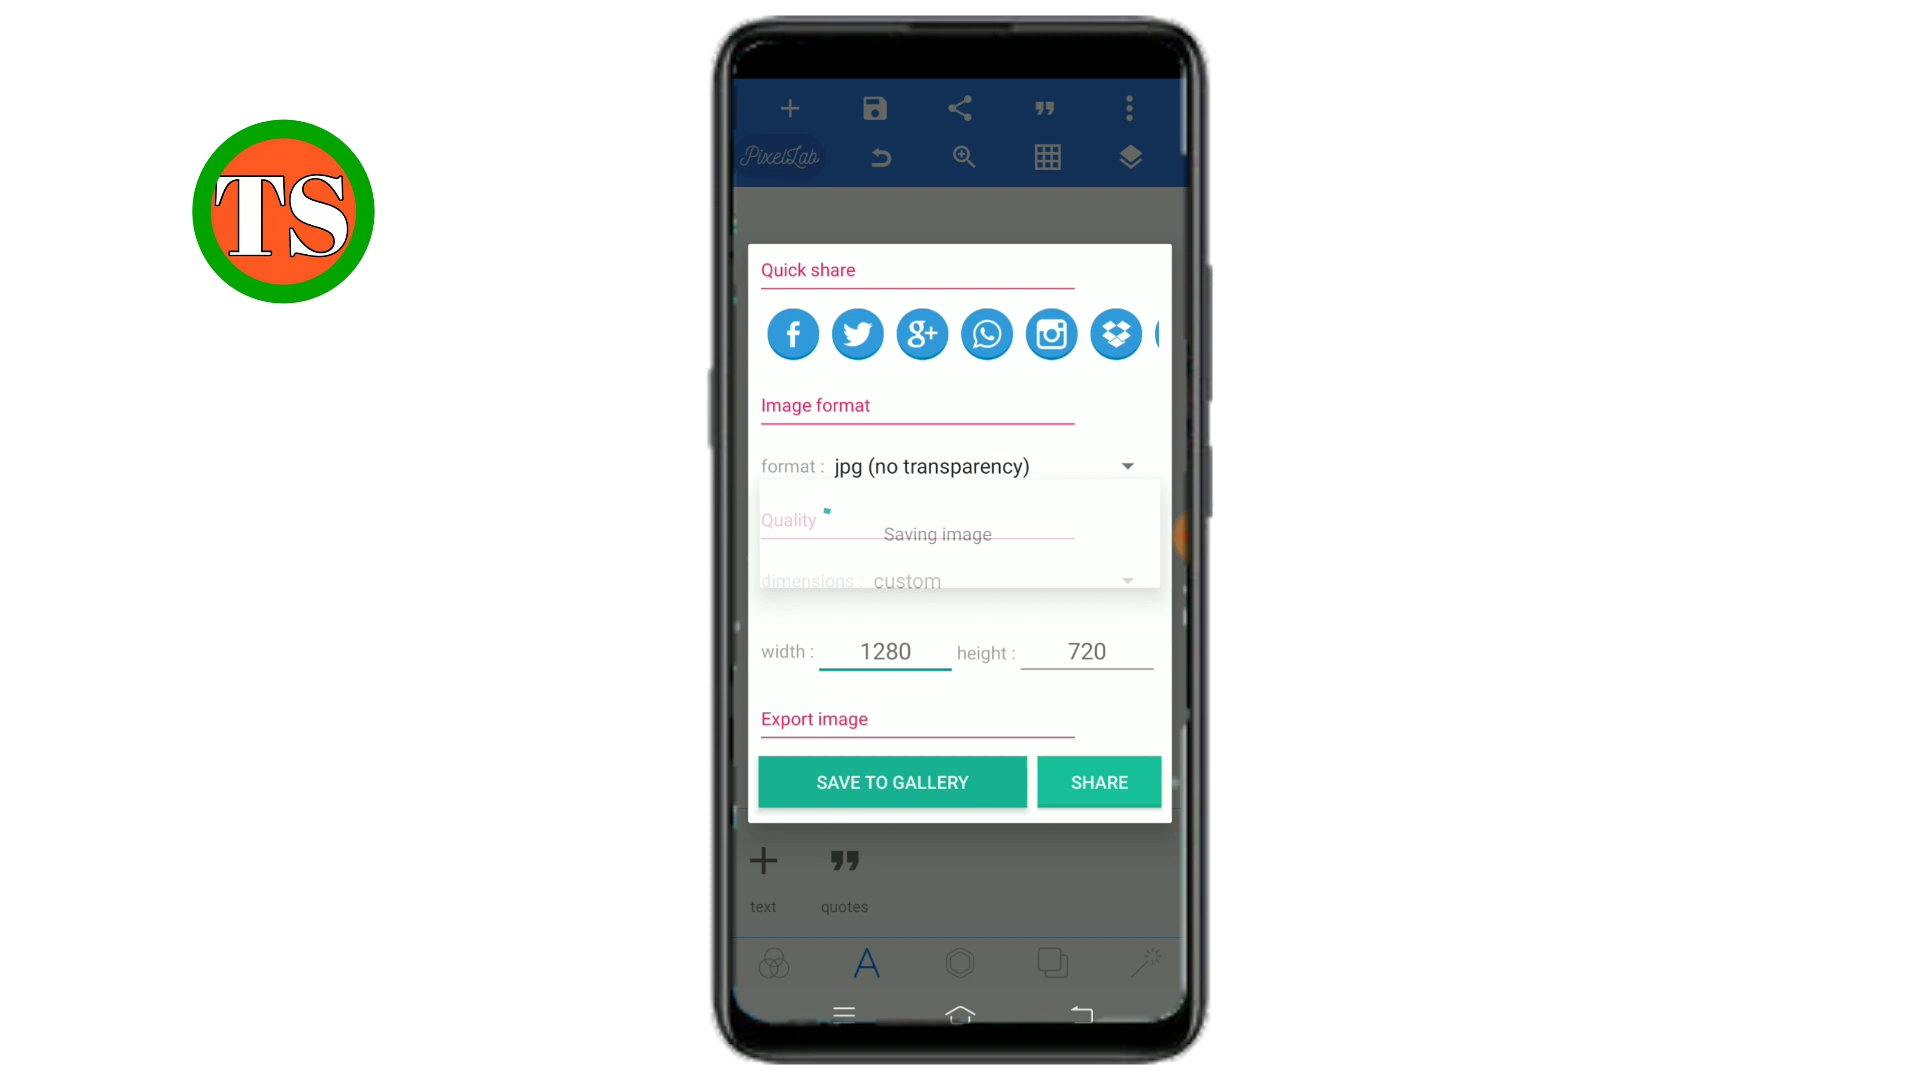 TS
PixelLab
Quick share
f g+
Image format
format : jpg (no transparency)
Quality
Saving image
dimensions : custom
width : 1280 height : 720
Export image
SAVE TO GALLERY SHARE
text quotes
A